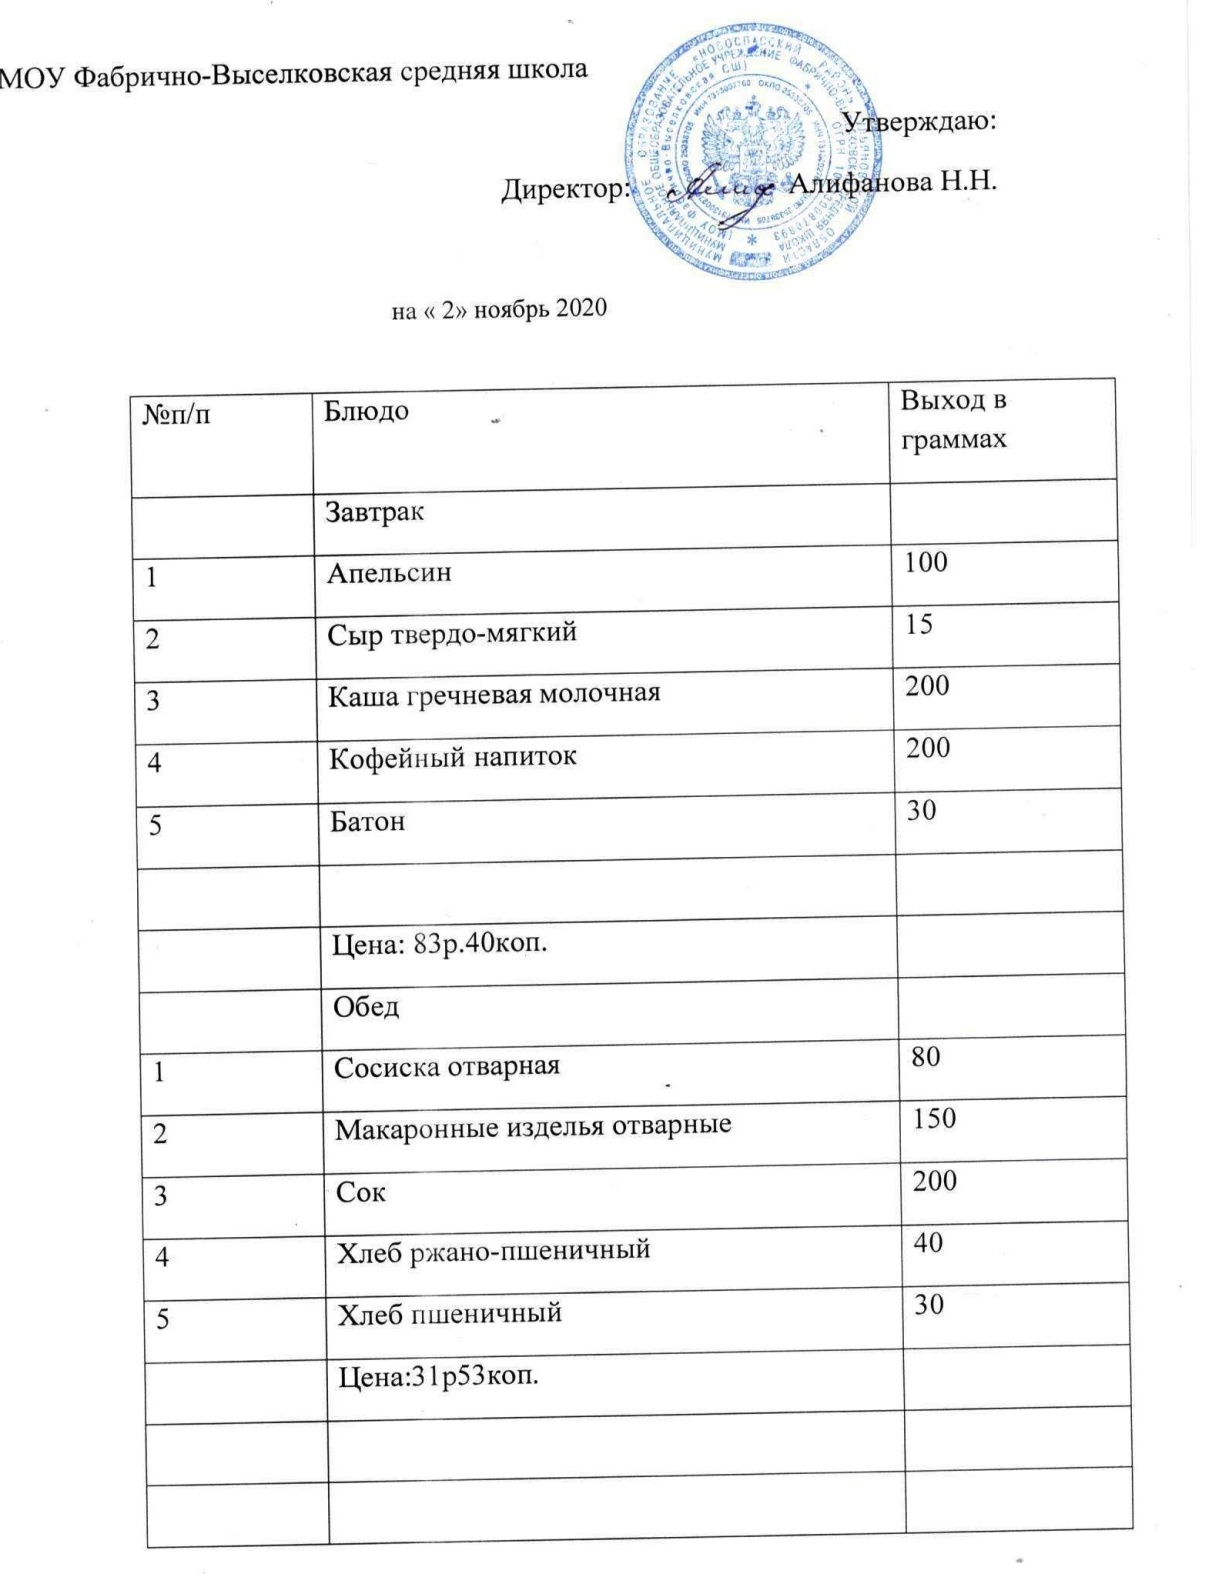 МОУ Фабрично-Выселковская средняя школа
Утверждаю:
Директор: Алифанова Н.Н.
на « 2» ноябрь 2020
№п/п Блюдо Выход в
граммах
Завтрак
1 Апельсин 100
2 Сыр твердо-мягкий 15
3 Каша гречневая молочная 200
4 Кофейный напиток 200
5 Батон 30
Цена: 83р.40коп.
Обед
1 Сосиска отварная 80
2 Макаронные изделья отварные 150
3 Сок 200
4 Хлеб ржано-пшеничный 40
5 Хлеб пшеничный 30
Цена:31р53коп.